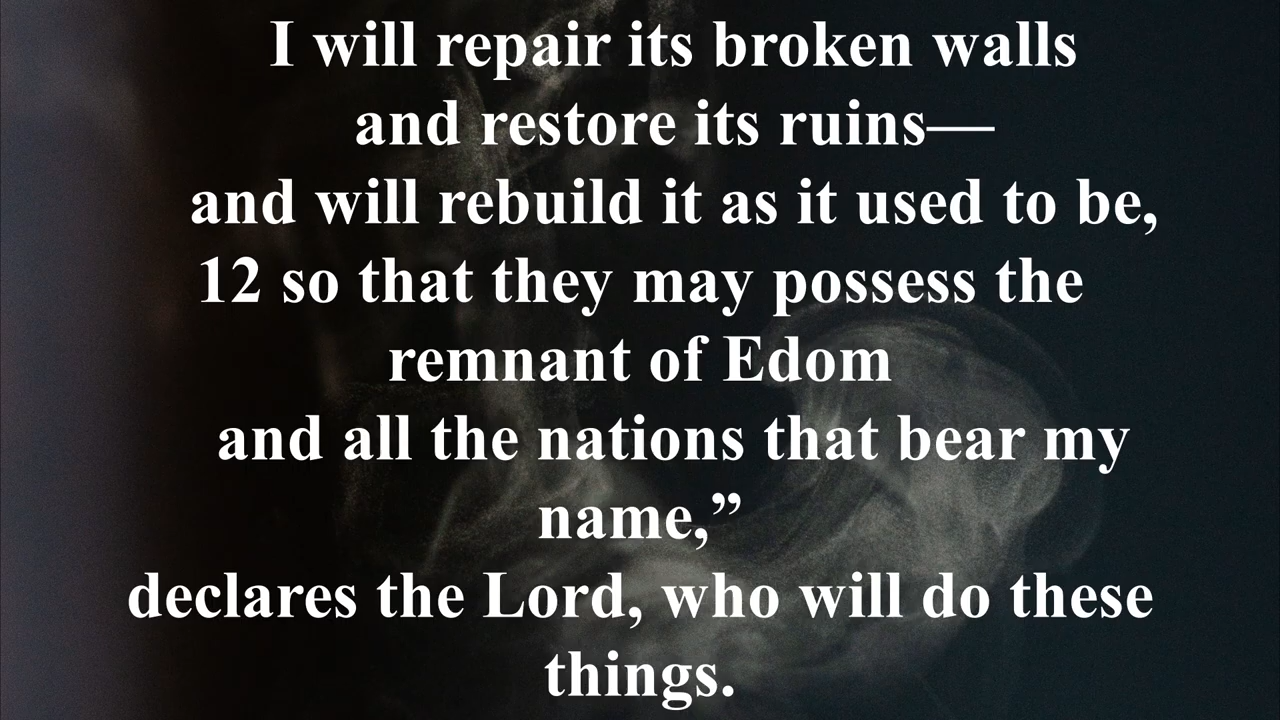 I will repair its broken walls
and restore its ruins—
and will rebuild it as it used to be,
12 so that they may possess the
remnant of Edom
and all the nations that bear my
name,”
declares the Lord, who will do these
things.